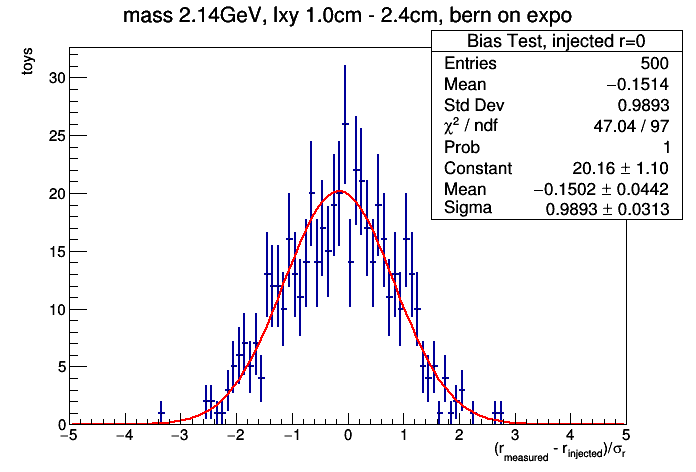 mass 2.14GeV, lxy 1.0cm - 2.4cm, bern on expo
Bias Test, injected r=0
Entries 500
Mean −0.1514
Std Dev 0.9893
χ² / ndf 47.04 / 97
Prob 1
Constant 20.16 ± 1.10
Mean −0.1502 ± 0.0442
Sigma 0.9893 ± 0.0313
toys
30
25
20
15
10
5
0
−5 −4 −3 −2 −1 0 1 2 3 4 5
(r_measured - r_injected)/σ_r